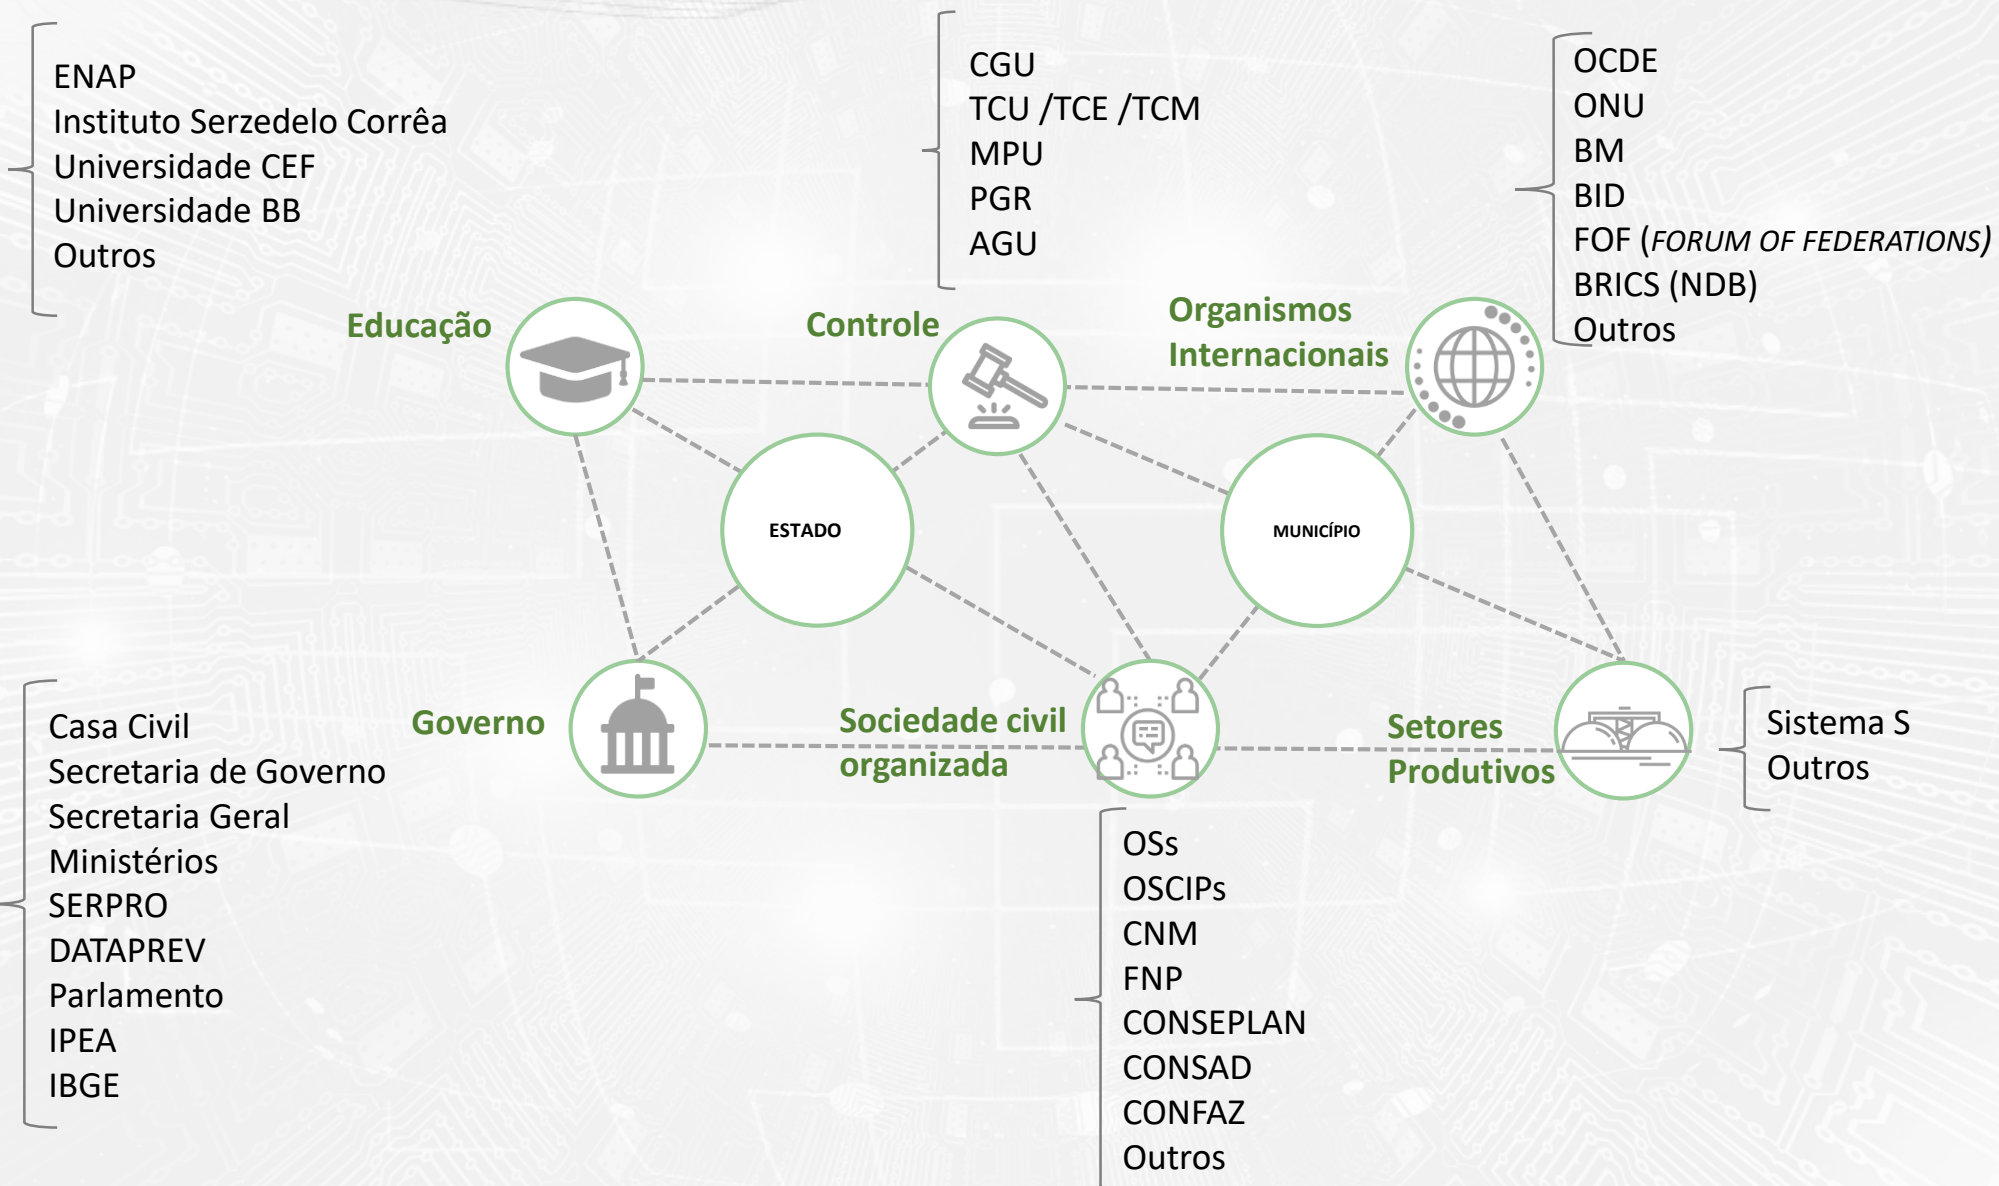 ENAP
Instituto Serzedelo Corrêa
Universidade CEF
Universidade BB
Outros
Educação
CGU
TCU /TCE /TCM
MPU
PGR
AGU
Controle
OCDE
ONU
BM
BID
FOF (FORUM OF FEDERATIONS)
BRICS (NDB)
Outros
Organismos
Internacionais
ESTADO
MUNICÍPIO
Casa Civil
Secretaria de Governo
Secretaria Geral
Ministérios
SERPRO
DATAPREV
Parlamento
IPEA
IBGE
Governo
Sociedade civil
organizada
OSs
OSCIPs
CNM
FNP
CONSEPLAN
CONSAD
CONFAZ
Outros
Setores
Produtivos
Sistema S
Outros